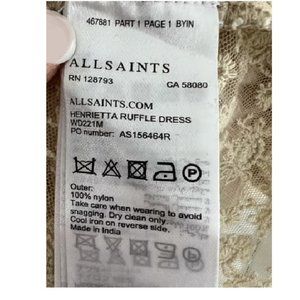 467881 PART 1 PAGE 1 BYIN
ALLSAINTS
RN 128793 CA 58080
ALLSAINTS.COM
HENRIETTA RUFFLE DRESS
WD221M
PO number: AS156464R
Outer:
100% nylon
Take care when wearing to avoid
snagging. Dry clean only
Cool iron on reverse side.
Made in India